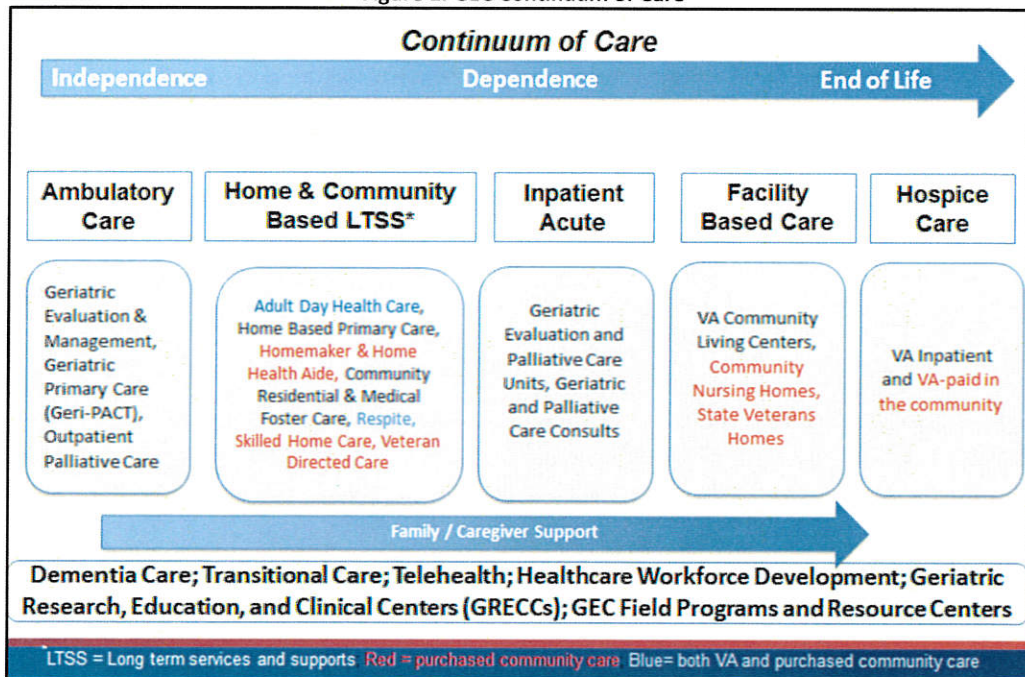 Continuum of Care
Independence Dependence End of Life
Ambulatory
Care
Home & Community
Based LTSS*
Inpatient
Acute
Facility
Based Care
Hospice
Care
Geriatric
Evaluation &
Management,
Geriatric
Primary Care
(Geri-PACT),
Outpatient
Palliative Care
Adult Day Health Care,
Home Based Primary Care,
Homemaker & Home
Health Aide, Community
Residential & Medical
Foster Care, Respite,
Skilled Home Care, Veteran
Directed Care
Geriatric
Evaluation and
Palliative Care
Units, Geriatric
and Palliative
Care Consults
VA Community
Living Centers,
Community
Nursing Homes,
State Veterans
Homes
VA Inpatient
and VA-paid in
the community
Family / Caregiver Support
Dementia Care; Transitional Care; Telehealth; Healthcare Workforce Development; Geriatric
Research, Education, and Clinical Centers (GRECCs); GEC Field Programs and Resource Centers
*LTSS = Long term services and supports Red = purchased community care Blue= both VA and purchased community care